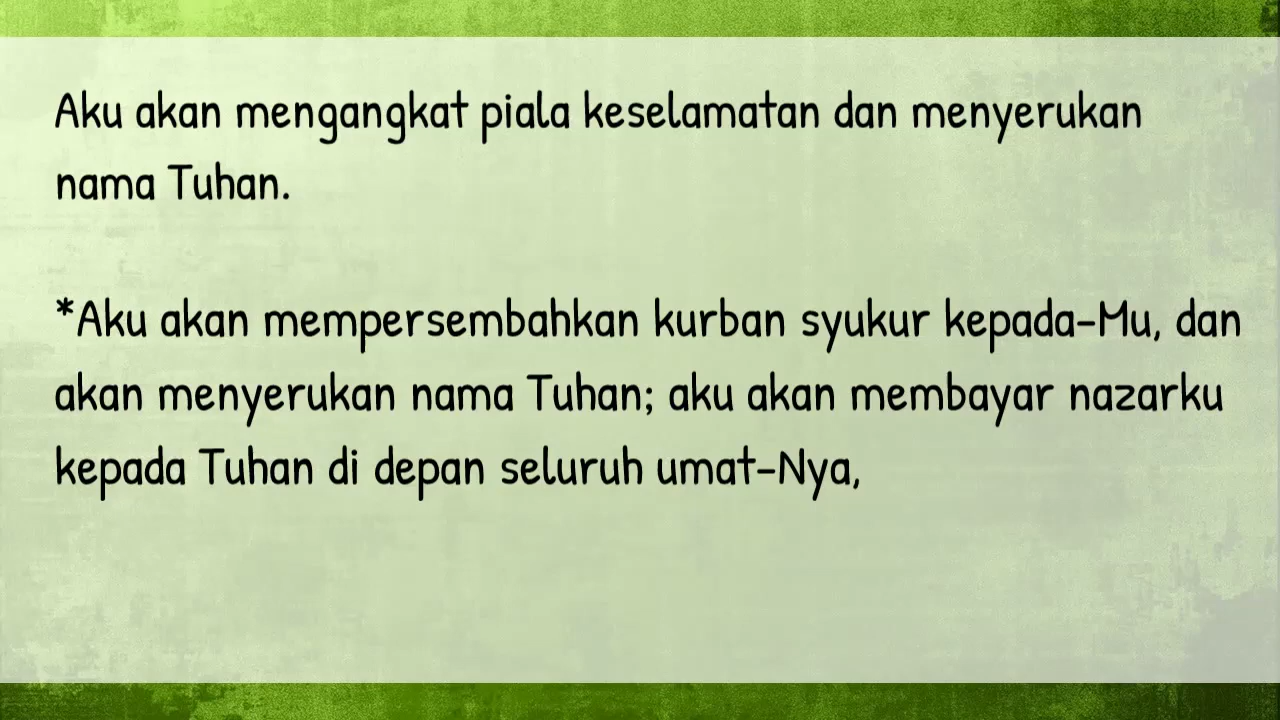 Aku akan mengangkat piala keselamatan dan menyerukan
nama Tuhan.
*Aku akan mempersembahkan kurban syukur kepada-Mu, dan
akan menyerukan nama Tuhan; aku akan membayar nazarku
kepada Tuhan di depan seluruh umat-Nya,